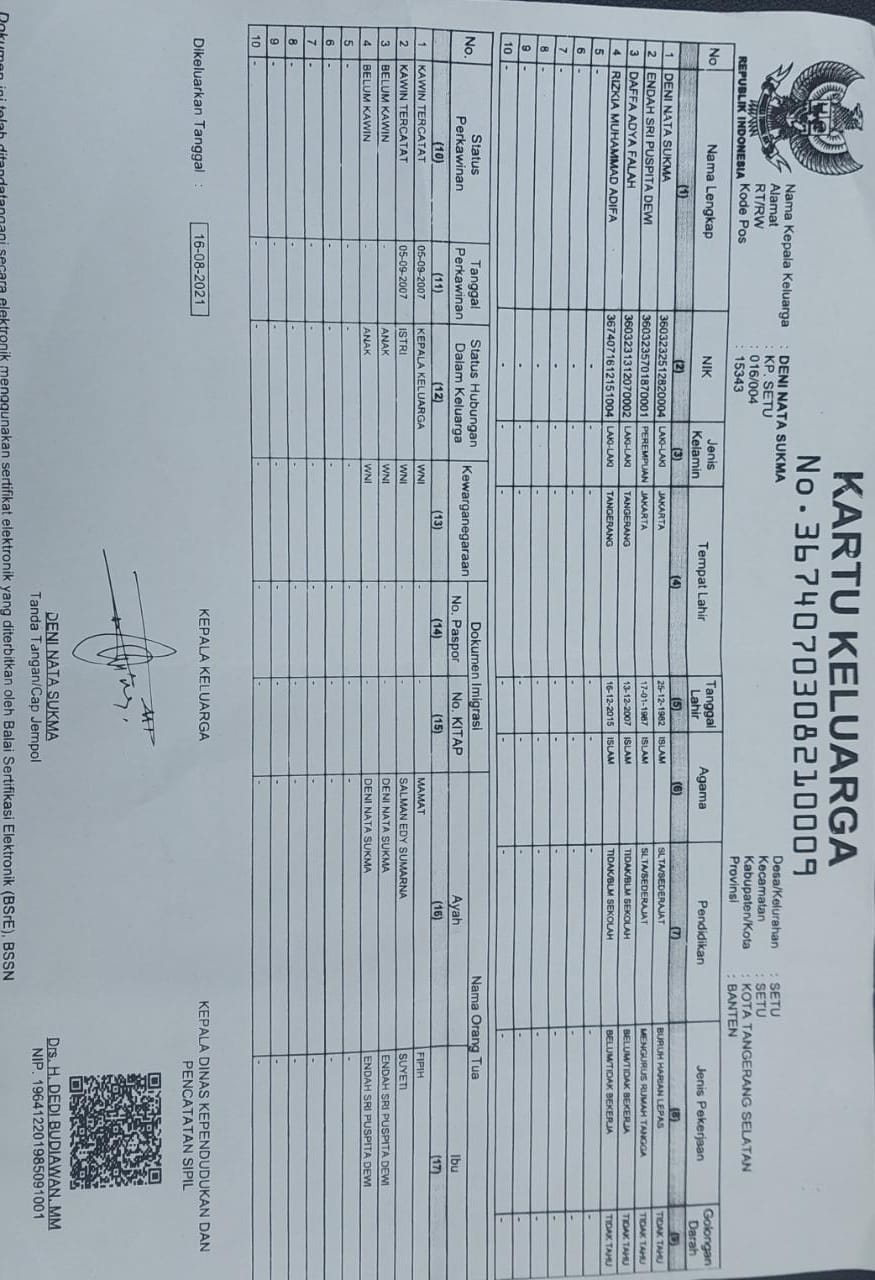 KARTU KELUARGA
No. 3674070308210009
REPUBLIK INDONESIA
Nama Kepala Keluarga : DENI NATA SUKMA
Alamat : KP. SETU
RT/RW : 016/004
Kode Pos : 15343
Desa/Kelurahan : SETU
Kecamatan : SETU
Kabupaten/Kota : KOTA TANGERANG SELATAN
Provinsi : BANTEN
No Nama Lengkap NIK Jenis Kelamin Tempat Lahir Tanggal Lahir Agama Pendidikan Jenis Pekerjaan Golongan Darah
(1) (2) (3) (4) (5) (6) (7) (8) (9)
1 DENI NATA SUKMA 3603232512820004 LAKI-LAKI JAKARTA 25-12-1982 ISLAM SLTA/SEDERAJAT BURUH HARIAN LEPAS TIDAK TAHU
2 ENDAH SRI PUSPITA DEWI 3603235701870001 PEREMPUAN JAKARTA 17-01-1987 ISLAM SLTA/SEDERAJAT MENGURUS RUMAH TANGGA TIDAK TAHU
3 DAFFA ADYA FALAH 3603231312070002 LAKI-LAKI TANGERANG 13-12-2007 ISLAM TIDAK/BLM SEKOLAH BELUM/TIDAK BEKERJA TIDAK TAHU
4 RIZKIA MUHAMMAD ADIFA 3674071612151004 LAKI-LAKI TANGERANG 16-12-2015 ISLAM TIDAK/BLM SEKOLAH BELUM/TIDAK BEKERJA TIDAK TAHU
5 - - - - - - - - -
6 - - - - - - - - -
7 - - - - - - - - -
8 - - - - - - - - -
9 - - - - - - - - -
10 - - - - - - - - -
No. Status Perkawinan Tanggal Perkawinan Status Hubungan Dalam Keluarga Kewarganegaraan Dokumen Imigrasi Nama Orang Tua
No. Paspor No. KITAP Ayah Ibu
(10) (11) (12) (13) (14) (15) (16) (17)
1 KAWIN TERCATAT 05-09-2007 KEPALA KELUARGA WNI - - MAMAT FIPIH
2 KAWIN TERCATAT 05-09-2007 ISTRI WNI - - SALMAN EDY SUMARNA SUYETI
3 BELUM KAWIN - ANAK WNI - - DENI NATA SUKMA ENDAH SRI PUSPITA DEWI
4 BELUM KAWIN - ANAK WNI - - DENI NATA SUKMA ENDAH SRI PUSPITA DEWI
5 - - - - - - - -
6 - - - - - - - -
7 - - - - - - - -
8 - - - - - - - -
9 - - - - - - - -
10 - - - - - - - -
Dikeluarkan Tanggal : 16-08-2021
KEPALA KELUARGA
DENI NATA SUKMA
Tanda Tangan/Cap Jempol
KEPALA DINAS KEPENDUDUKAN DAN
PENCATATAN SIPIL
Drs. H. DEDI BUDIAWAN, MM
NIP. 196412201985091001
Dokumen ini telah ditandatangani secara elektronik menggunakan sertifikat elektronik yang diterbitkan oleh Balai Sertifikasi Elektronik (BSrE), BSSN